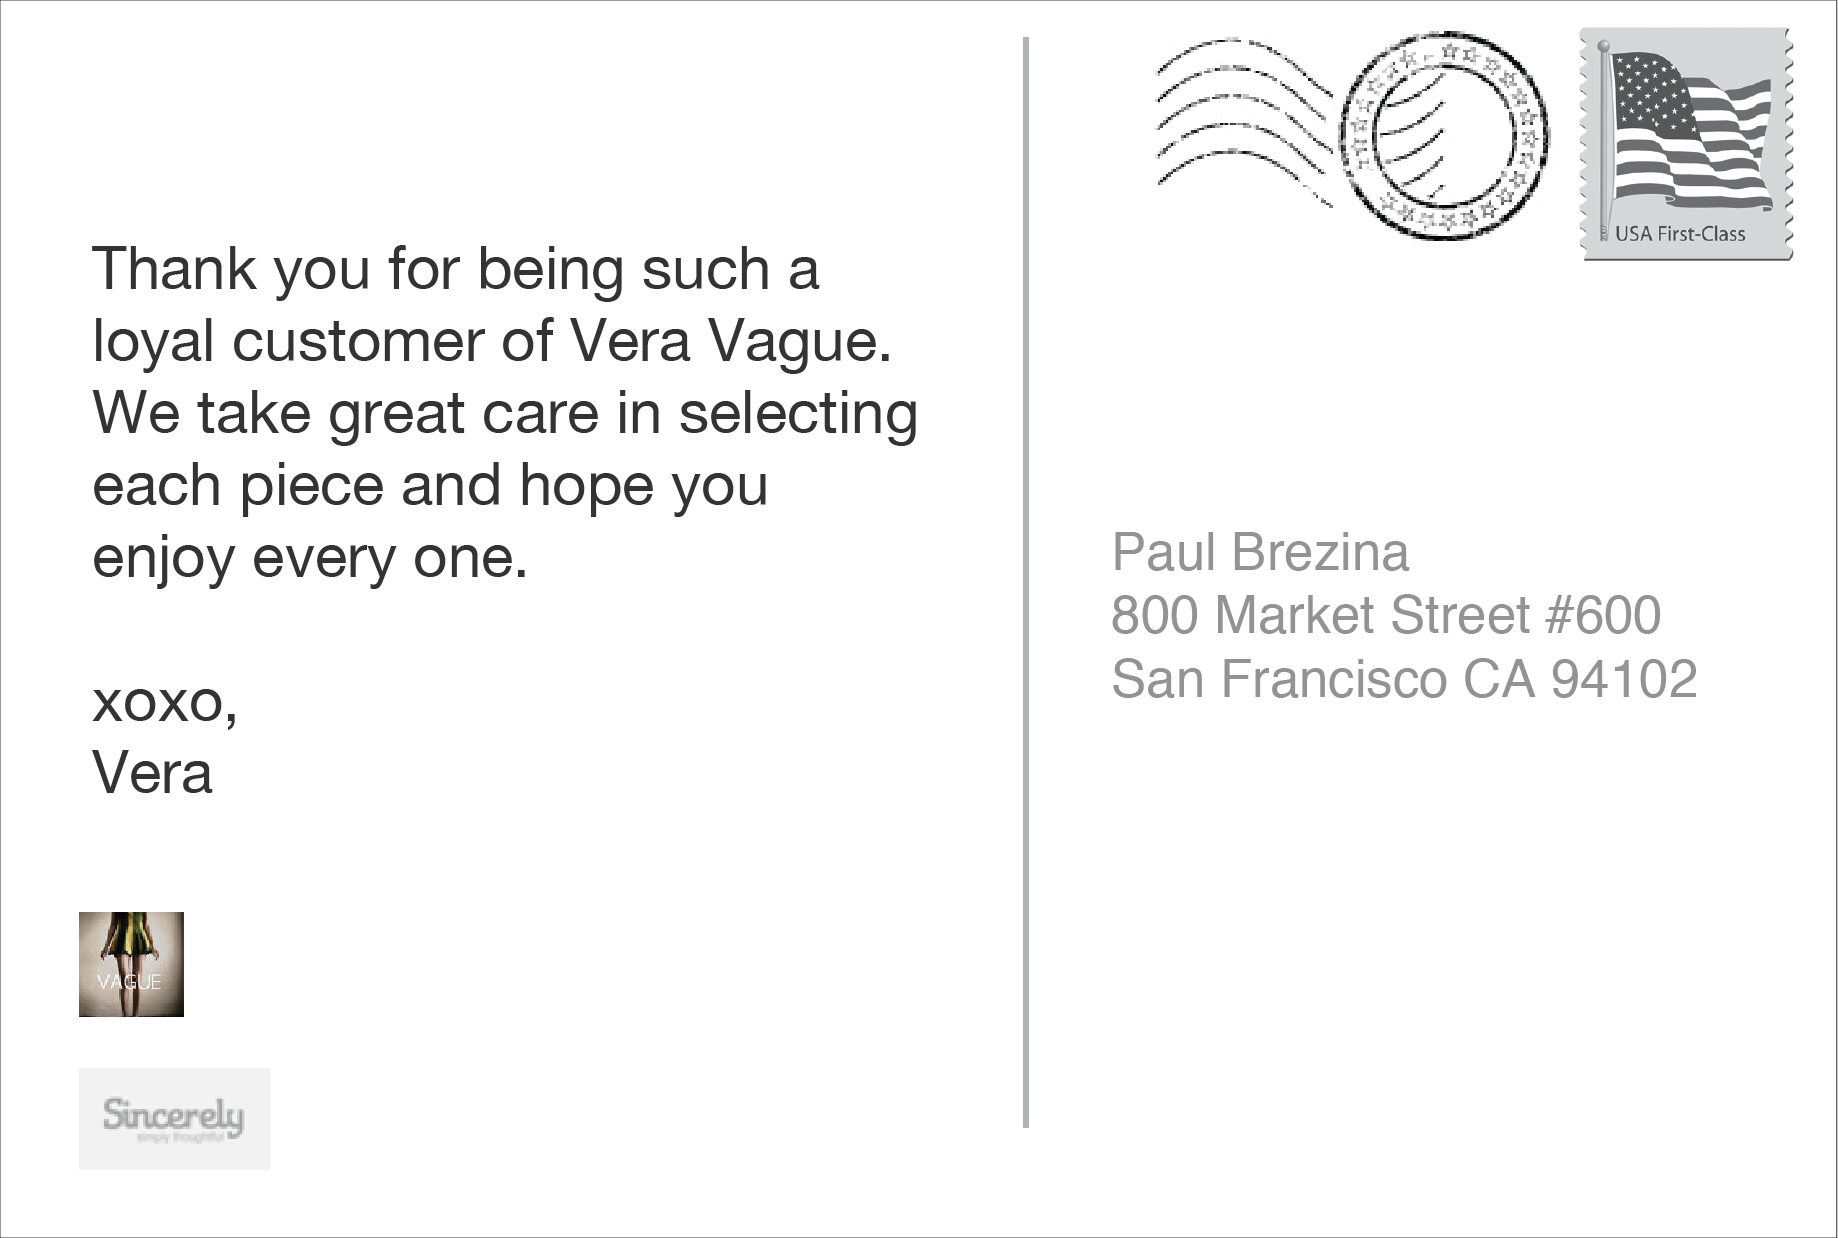 Thank you for being such a
loyal customer of Vera Vague.
We take great care in selecting
each piece and hope you
enjoy every one.
xoxo,
Vera
VAGUE
Sincerely
simply thoughtful
USA First-Class
Paul Brezina
800 Market Street #600
San Francisco CA 94102